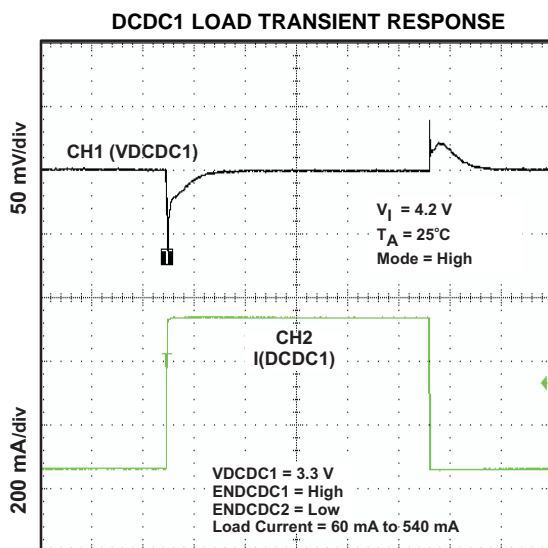 DCDC1 LOAD TRANSIENT RESPONSE
50 mV/div
CH1 (VDCDC1)
V_I = 4.2 V
T_A = 25°C
Mode = High
CH2
I(DCDC1)
200 mA/div
VDCDC1 = 3.3 V
ENDCDC1 = High
ENDCDC2 = Low
Load Current = 60 mA to 540 mA